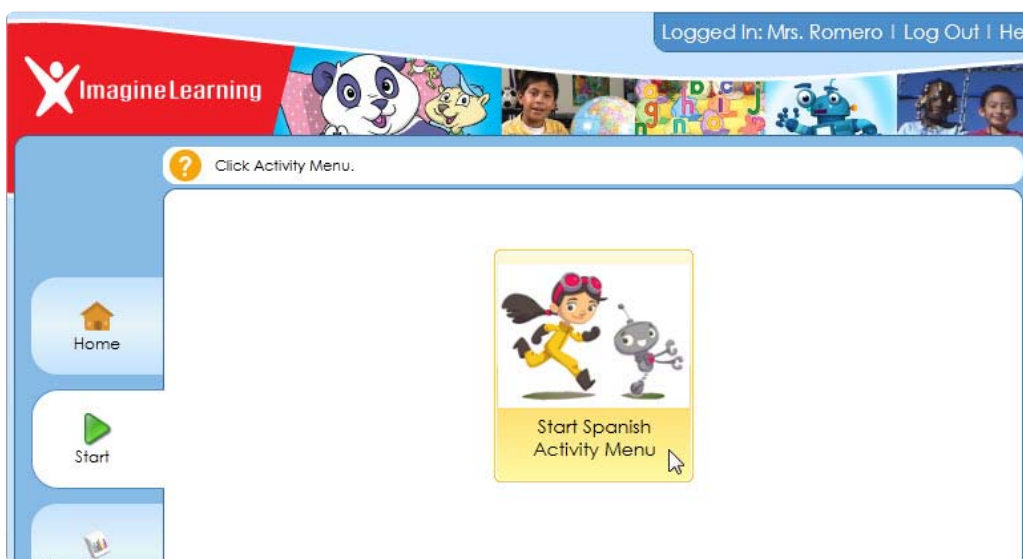 Logged In: Mrs. Romero | Log Out | He
Imagine Learning
Click Activity Menu.
Home
Start Spanish
Activity Menu
Start